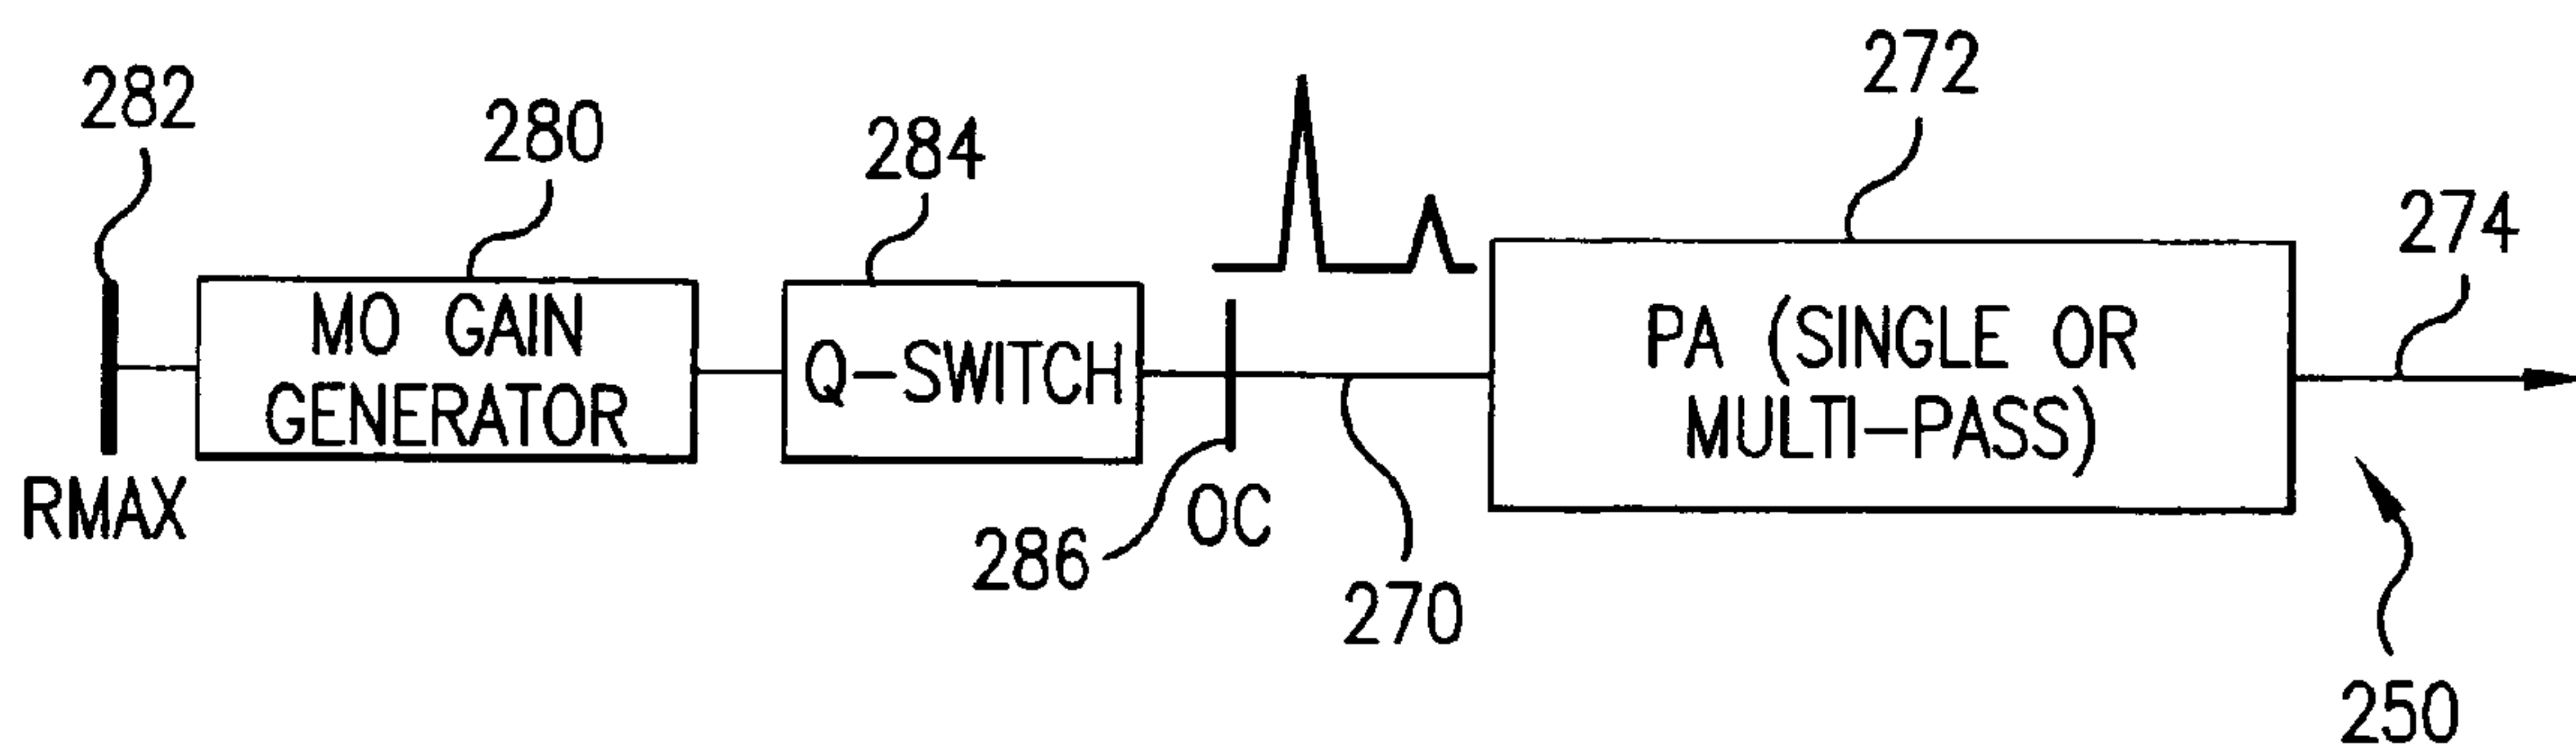 282
280
284
272
274
MO GAIN
GENERATOR
Q-SWITCH
PA (SINGLE OR
MULTI-PASS)
RMAX
286
OC
270
250